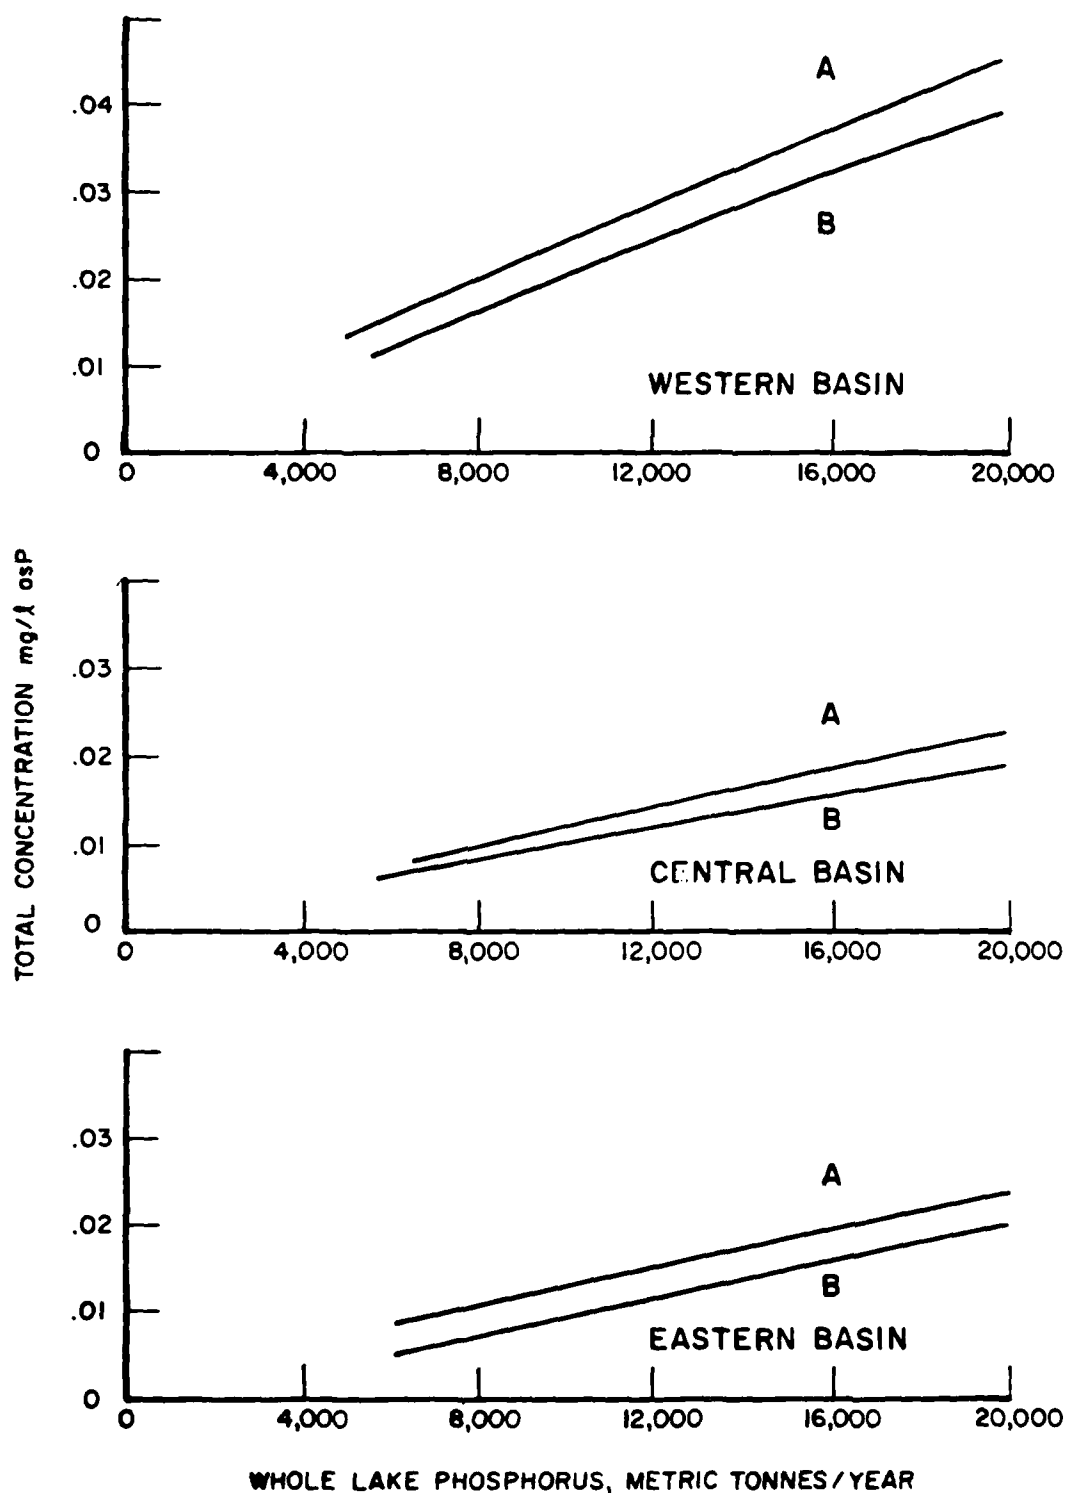 A
.04
.03
B
.02
.01
WESTERN BASIN
0
0 4,000 8,000 12,000 16,000 20,000
TOTAL CONCENTRATION mg/l asP
.03
A
.02
B
.01
CENTRAL BASIN
0
0 4,000 8,000 12,000 16,000 20,000
.03
A
.02
B
.01
EASTERN BASIN
0
0 4,000 8,000 12,000 16,000 20,000
WHOLE LAKE PHOSPHORUS, METRIC TONNES/YEAR